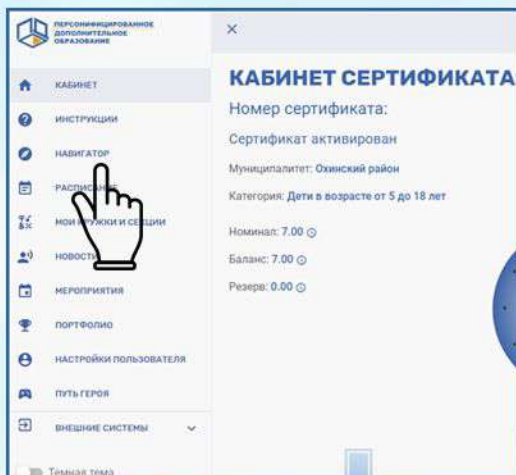 ПЕРСОНИФИЦИРОВАННОЕ
ДОПОЛНИТЕЛЬНОЕ
ОБРАЗОВАНИЕ
КАБИНЕТ
ИНСТРУКЦИИ
НАВИГАТОР
РАСПИСАНИЕ
МОИ КРУЖКИ И СЕКЦИИ
НОВОСТИ
МЕРОПРИЯТИЯ
ПОРТФОЛИО
НАСТРОЙКИ ПОЛЬЗОВАТЕЛЯ
ПУТЬ ГЕРОЯ
ВНЕШНИЕ СИСТЕМЫ
Темная тема
КАБИНЕТ СЕРТИФИКАТА
Номер сертификата:
Сертификат активирован
Муниципалитет: Охинский район
Категория: Дети в возрасте от 5 до 18 лет
Номинал: 7.00
Баланс: 7.00
Резерв: 0.00